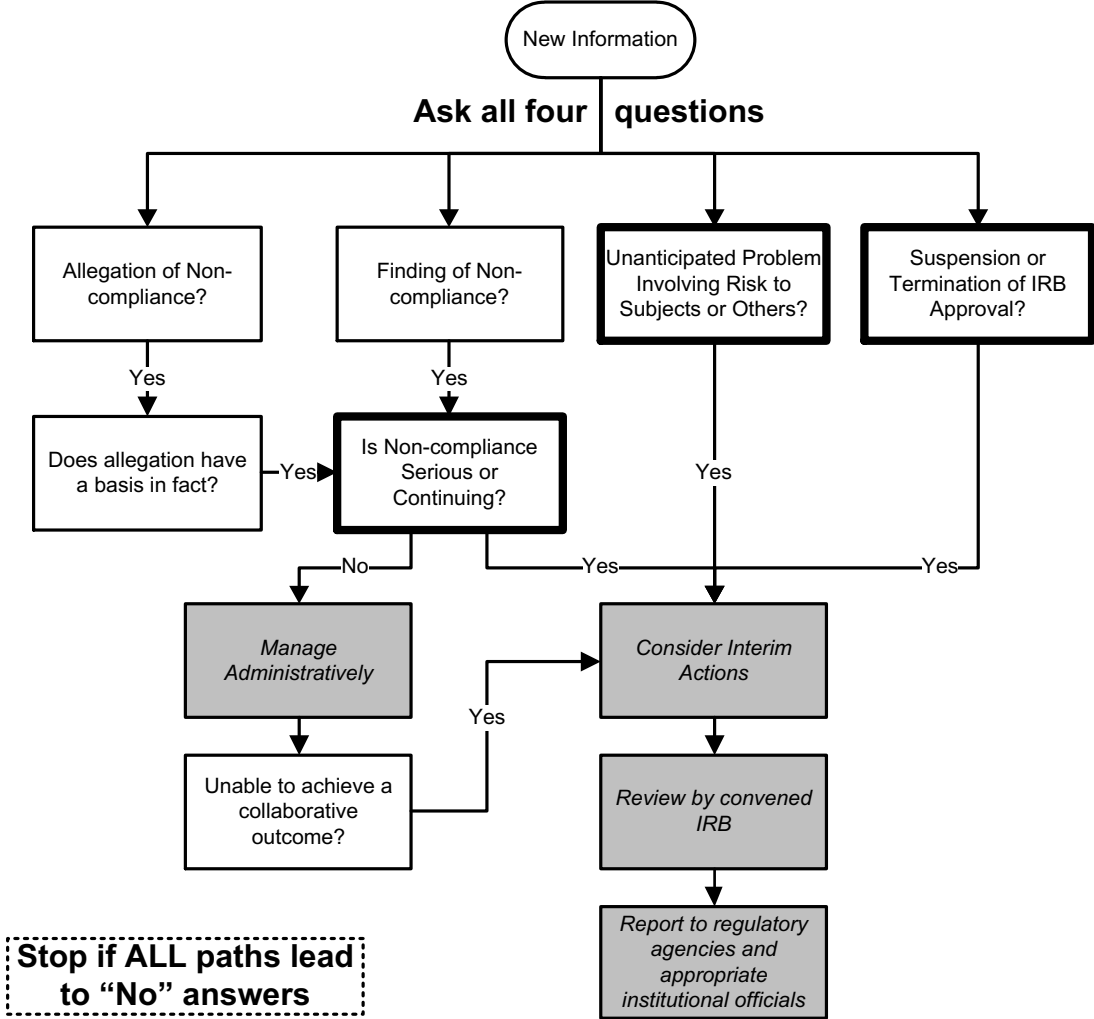 New Information
Ask all four questions
Allegation of Non-
compliance?
Finding of Non-
compliance?
Unanticipated Problem
Involving Risk to
Subjects or Others?
Suspension or
Termination of IRB
Approval?
Yes
Yes
Does allegation have
a basis in fact?
Yes
Is Non-compliance
Serious or
Continuing?
Yes
No
Yes
Yes
Manage
Administratively
Consider Interim
Actions
Yes
Unable to achieve a
collaborative
outcome?
Review by convened
IRB
Report to regulatory
agencies and
appropriate
institutional officials
Stop if ALL paths lead
to “No” answers